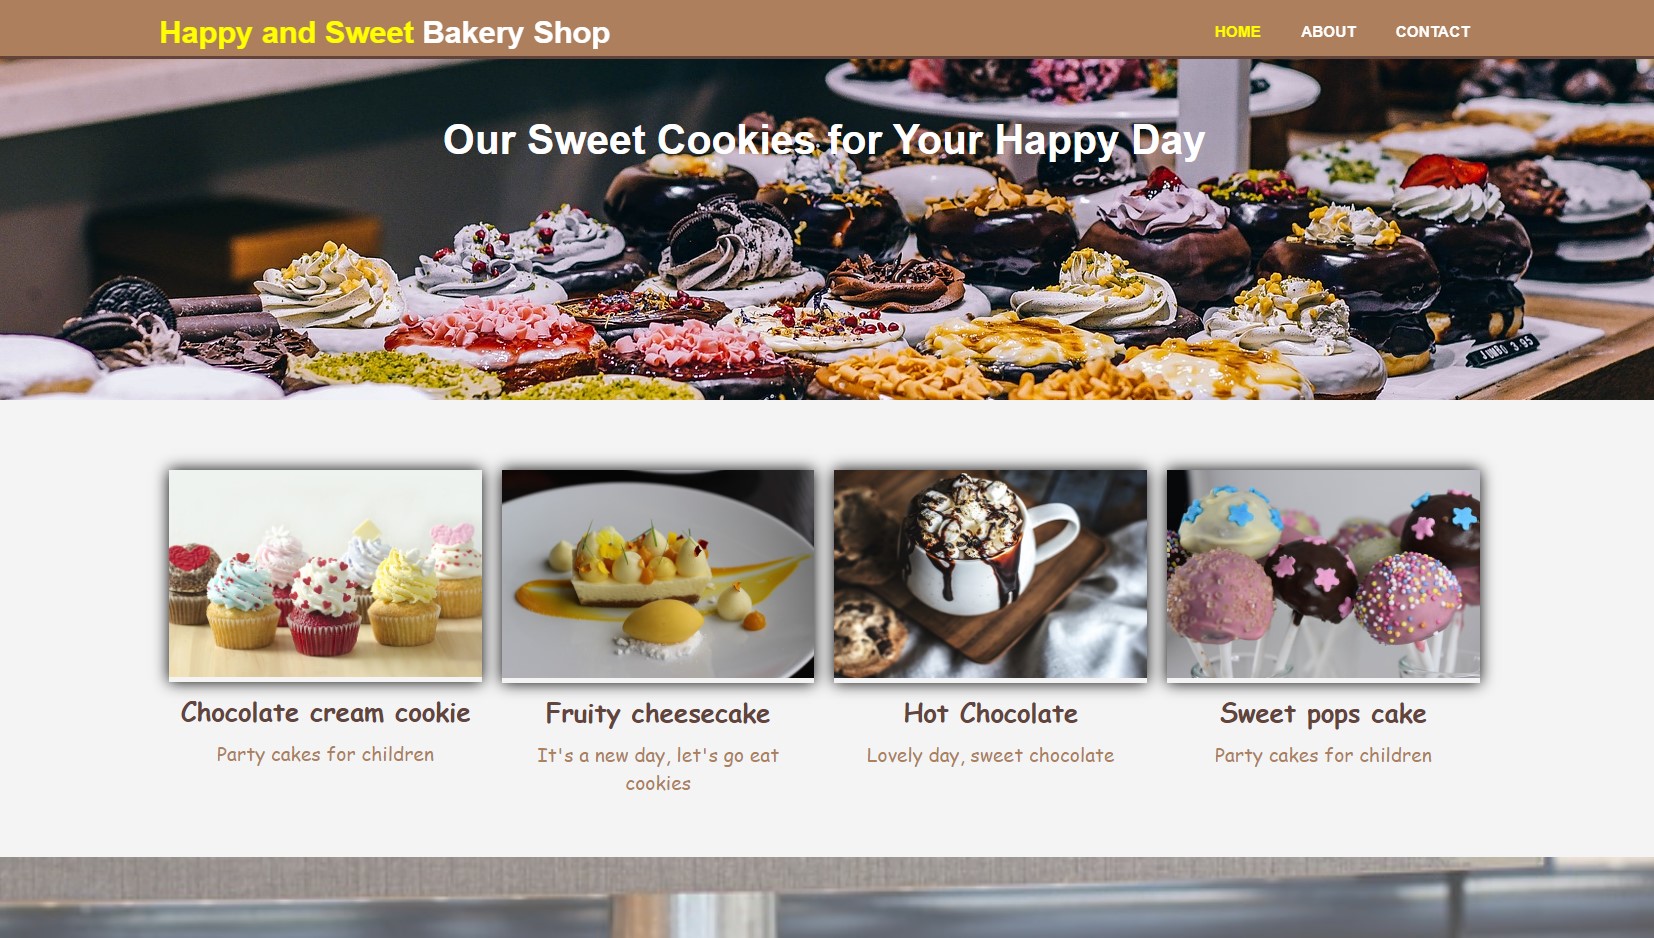 Happy and Sweet Bakery Shop
HOME ABOUT CONTACT
Our Sweet Cookies for Your Happy Day
JUMBO 3.95
Chocolate cream cookie
Party cakes for children
Fruity cheesecake
It's a new day, let's go eat
cookies
Hot Chocolate
Lovely day, sweet chocolate
Sweet pops cake
Party cakes for children